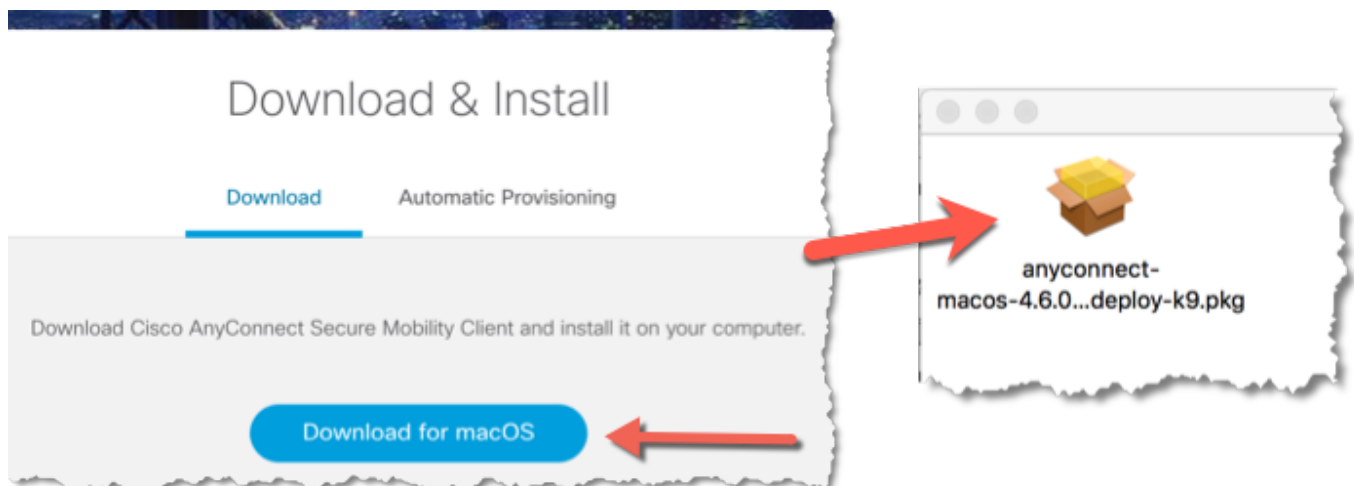 Download & Install
Download
Automatic Provisioning
Download Cisco AnyConnect Secure Mobility Client and install it on your computer.
Download for macOS
anyconnect-
macos-4.6.0...deploy-k9.pkg